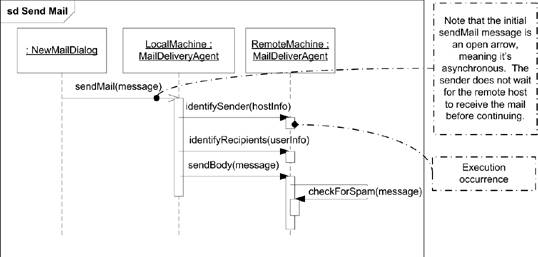 sd Send Mail
: NewMailDialog
LocalMachine :
MailDeliveryAgent
RemoteMachine :
MailDeliverAgent
sendMail(message)
identifySender(hostInfo)
identifyRecipients(userInfo)
sendBody(message)
checkForSpam(message)
Note that the initial
sendMail message is
an open arrow,
meaning it's
asynchronous. The
sender does not wait
for the remote host
to receive the mail
before continuing.
Execution
occurrence